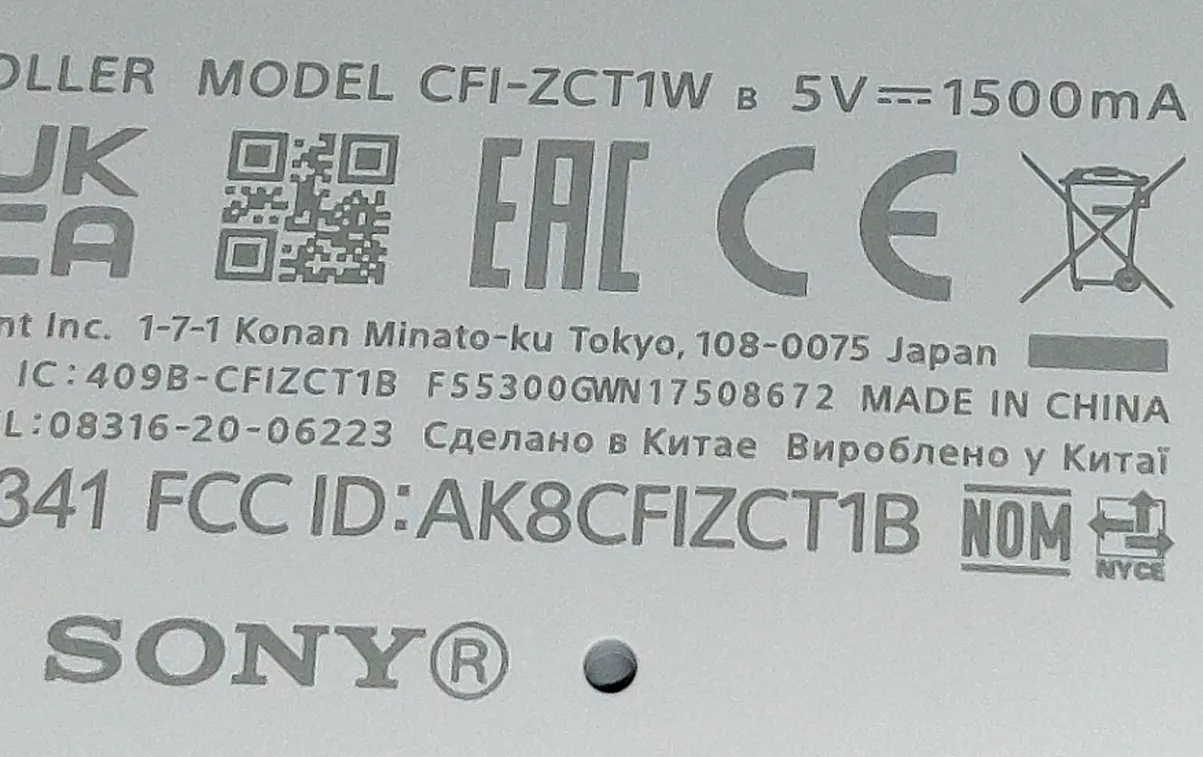 OLLER MODEL CFI-ZCT1W B 5V⎓1500mA
UK
CA
EAC CE
nt Inc. 1-7-1 Konan Minato-ku Tokyo, 108-0075 Japan
IC:409B-CFIZCT1B FS5300GWN17508672 MADE IN CHINA
L:08316-20-06223 Сделано в Китае Вироблено у Китаї
341 FCC ID:AK8CFIZCT1B NOM
NYCE
SONY®